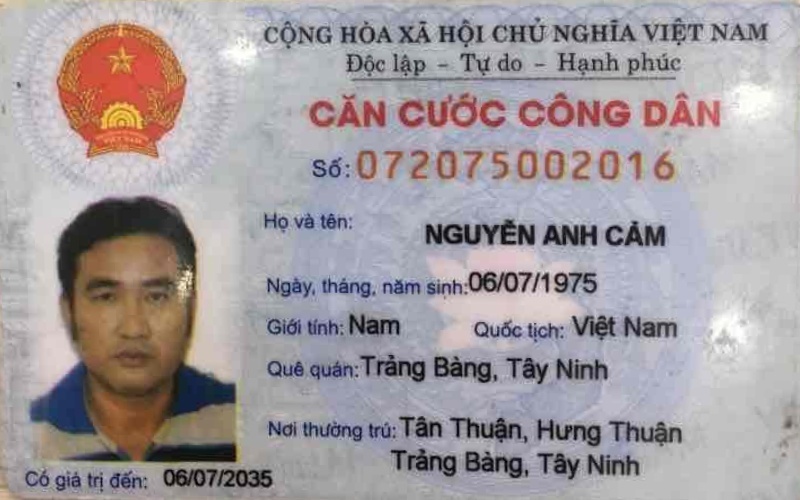 CỘNG HÒA XÃ HỘI CHỦ NGHĨA VIỆT NAM
Độc lập - Tự do - Hạnh phúc
CĂN CƯỚC CÔNG DÂN
Số: 072075002016
Họ và tên:
NGUYỄN ANH CẢM
Ngày, tháng, năm sinh: 06/07/1975
Giới tính: Nam Quốc tịch: Việt Nam
Quê quán: Trảng Bàng, Tây Ninh
Nơi thường trú: Tân Thuận, Hưng Thuận
Trảng Bàng, Tây Ninh
Có giá trị đến: 06/07/2035